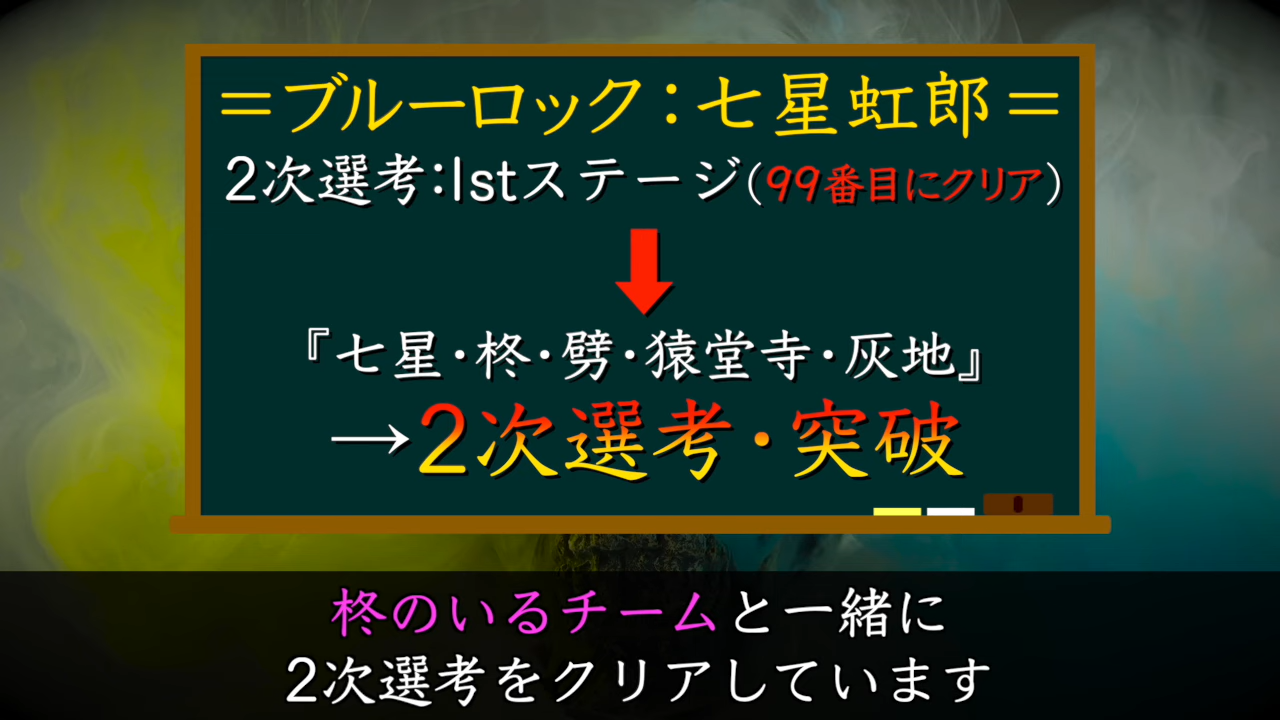 ＝ブルーロック：七星虹郎＝
2次選考：1stステージ（99番目にクリア）
『七星・柊・劈・猿堂寺・灰地』
→2次選考・突破
柊のいるチームと一緒に
2次選考をクリアしています